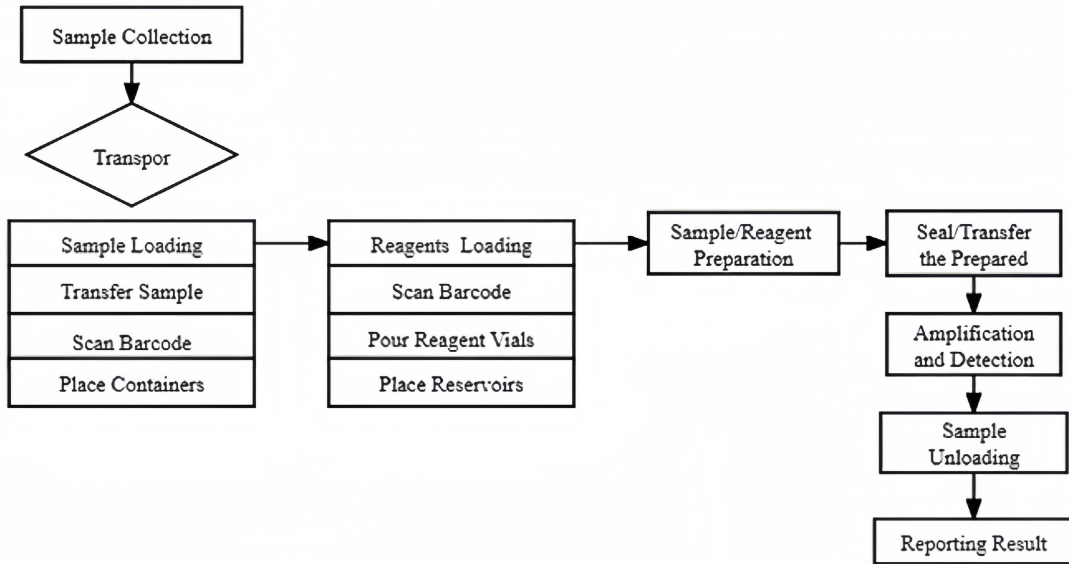 Sample Collection
Transpor
Sample Loading
Transfer Sample
Scan Barcode
Place Containers
Reagents Loading
Scan Barcode
Pour Reagent Vials
Place Reservoirs
Sample/Reagent
Preparation
Seal/Transfer
the Prepared
Amplification
and Detection
Sample
Unloading
Reporting Result